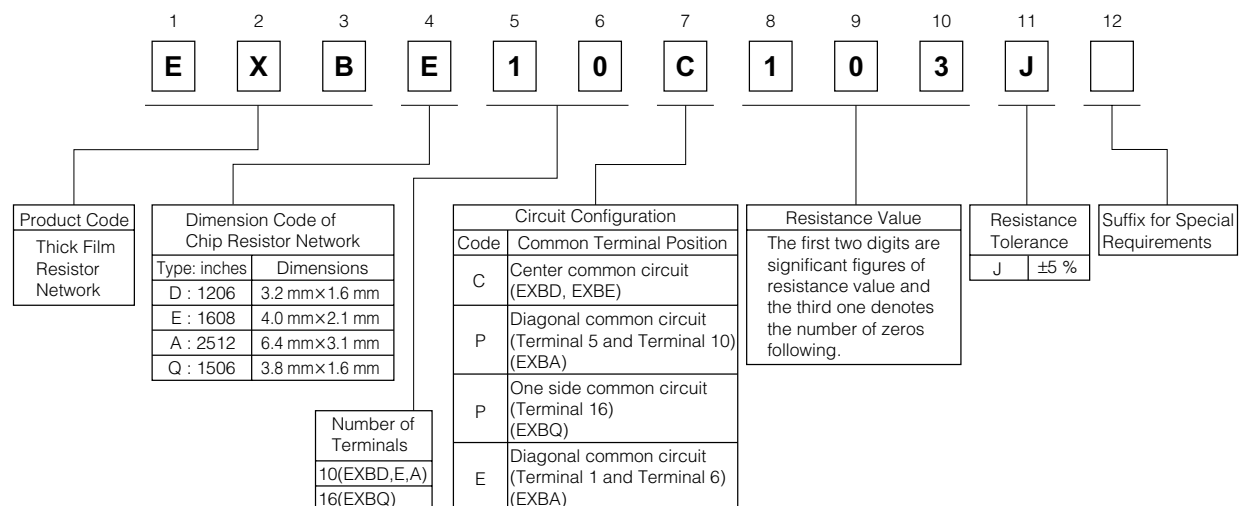 1 2 3 4 5 6 7 8 9 10 11 12
E X B E 1 0 C 1 0 3 J
Product Code
Thick Film
Resistor
Network
Dimension Code of
Chip Resistor Network
Type: inches Dimensions
D : 1206 3.2 mm×1.6 mm
E : 1608 4.0 mm×2.1 mm
A : 2512 6.4 mm×3.1 mm
Q : 1506 3.8 mm×1.6 mm
Number of
Terminals
10(EXBD,E,A)
16(EXBQ)
Circuit Configuration
Code Common Terminal Position
C Center common circuit
(EXBD, EXBE)
P Diagonal common circuit
(Terminal 5 and Terminal 10)
(EXBA)
P One side common circuit
(Terminal 16)
(EXBQ)
E Diagonal common circuit
(Terminal 1 and Terminal 6)
(EXBA)
Resistance Value
The first two digits are
significant figures of
resistance value and
the third one denotes
the number of zeros
following.
Resistance
Tolerance
J ±5 %
Suffix for Special
Requirements